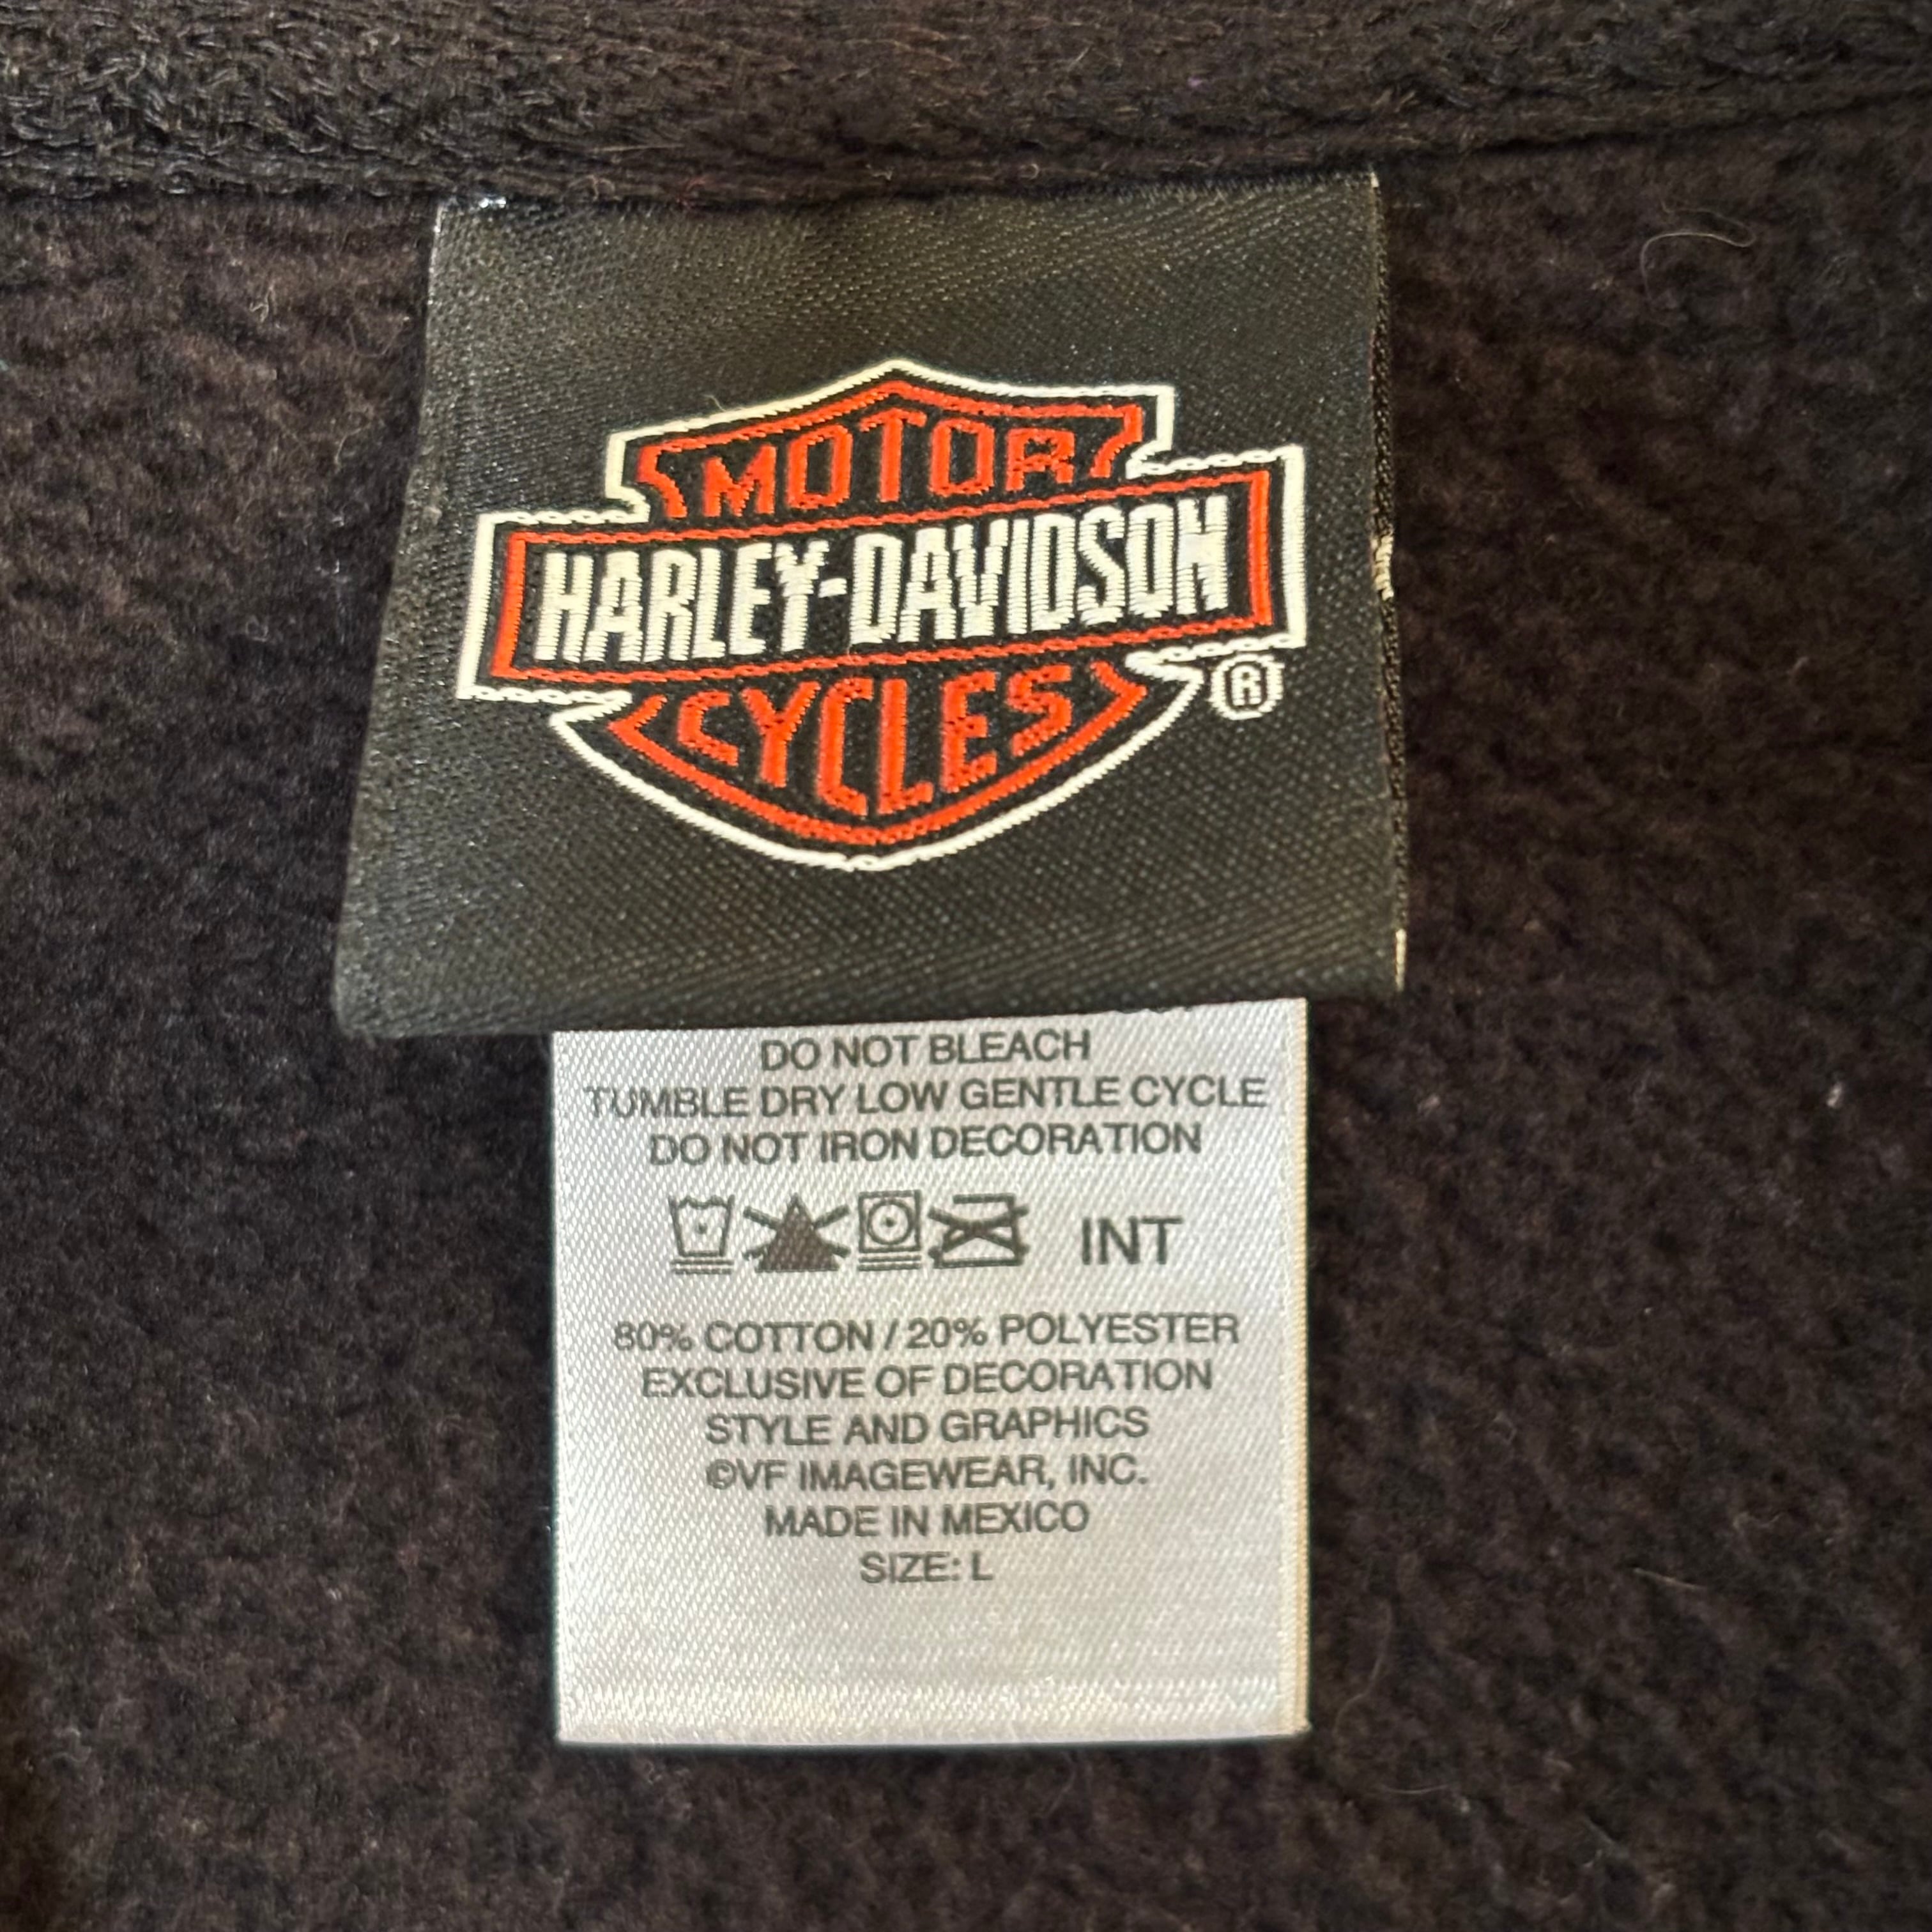 MOTOR
HARLEY-DAVIDSON
CYCLES
®
DO NOT BLEACH
TUMBLE DRY LOW GENTLE CYCLE
DO NOT IRON DECORATION
INT
80% COTTON / 20% POLYESTER
EXCLUSIVE OF DECORATION
STYLE AND GRAPHICS
©VF IMAGEWEAR, INC.
MADE IN MEXICO
SIZE: L